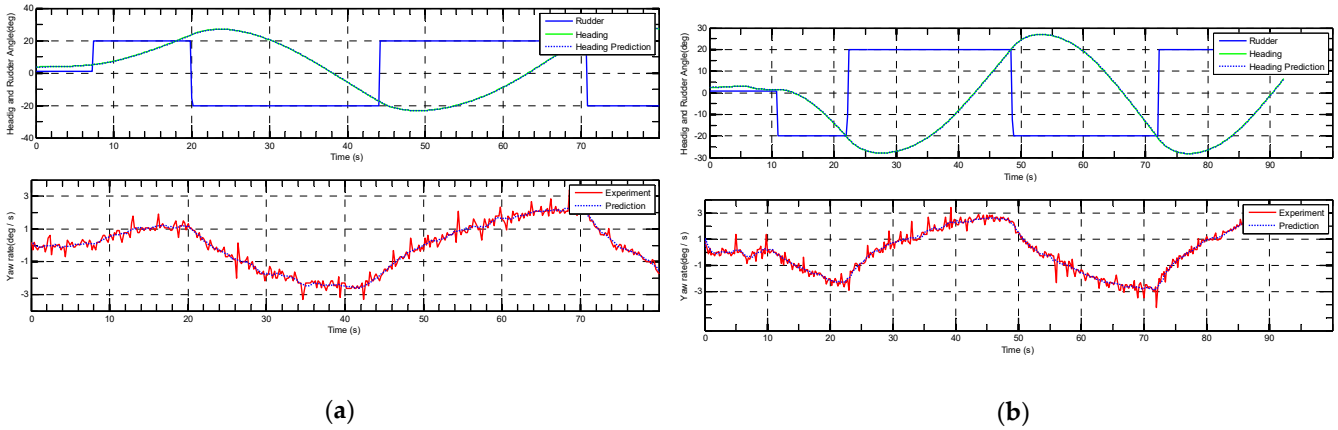 40
20
0
-20
-40
Headig and Rudder Angle(deg)
Rudder
Heading
Heading Prediction
0 10 20 30 40 50 60 70
Time (s)
3
1
-1
-3
Yaw rate(deg / s)
Experiment
Prediction
0 10 20 30 40 50 60 70
Time (s)
(a)
30
20
10
0
-10
-20
-30
Headig and Rudder Angle(deg)
Rudder
Heading
Heading Prediction
0 10 20 30 40 50 60 70 80 90
Time (s)
3
1
-1
-3
Yaw rate(deg / s)
Experiment
Prediction
0 10 20 30 40 50 60 70 80 90
Time (s)
(b)